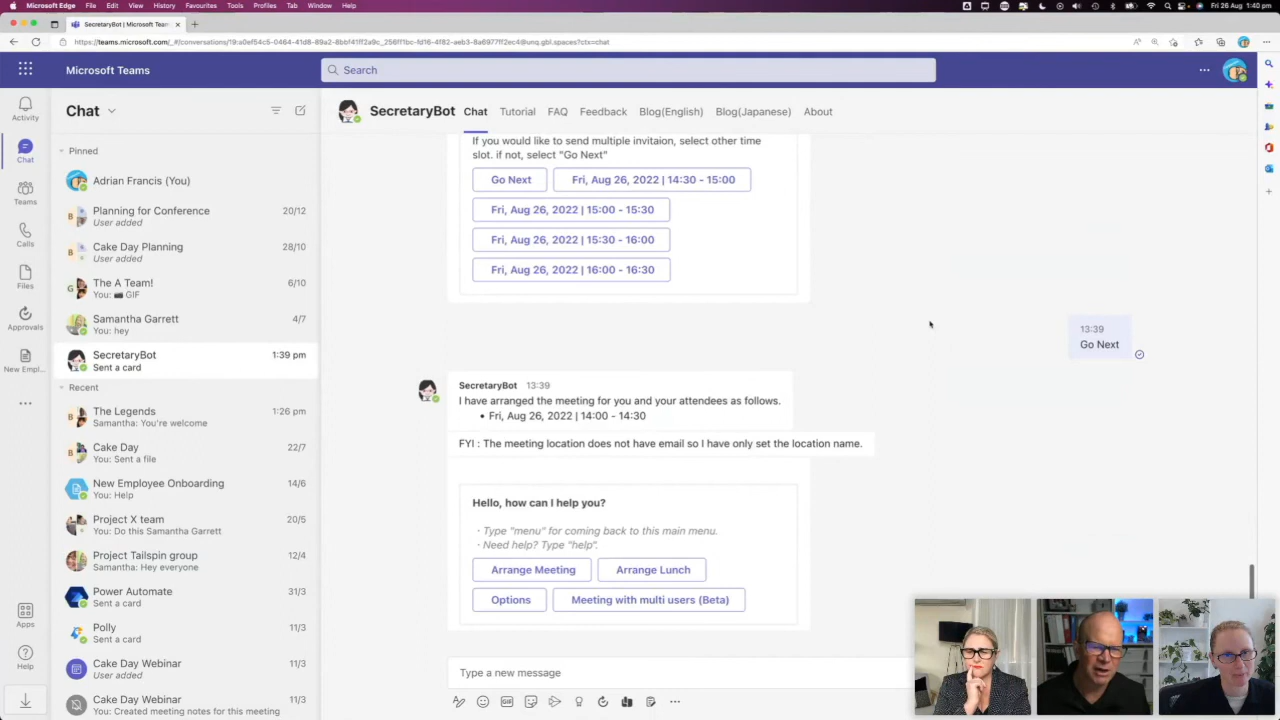 Microsoft Edge File Edit View History Favourites Tools Profiles Tab Window Help
Fri 26 Aug 1:40 pm
SecretaryBot | Microsoft Team
Microsoft Teams
Search
Activity
Chat
Teams
Calls
Files
Approvals
New Empl...
Apps
Help
Chat
Pinned
Adrian Francis (You)
Planning for Conference 20/12
User added
Cake Day Planning 28/10
User added
The A Team! 6/10
You: GIF
Samantha Garrett 4/7
You: hey
SecretaryBot 1:39 pm
Sent a card
Recent
The Legends 1:26 pm
Samantha: You're welcome
Cake Day 22/7
You: Sent a file
New Employee Onboarding 14/6
You: Help
Project X team 20/5
You: Do this Samantha Garrett
Project Tailspin group 12/4
Samantha: Hey everyone
Power Automate 31/3
Sent a card
Polly 11/3
Sent a card
Cake Day Webinar 11/3
User added
Cake Day Webinar 11/3
You: Created meeting notes for this meeting
SecretaryBot Chat Tutorial FAQ Feedback Blog(English) Blog(Japanese) About
If you would like to send multiple invitaion, select other time
slot. if not, select "Go Next"
Go Next Fri, Aug 26, 2022 | 14:30 - 15:00
Fri, Aug 26, 2022 | 15:00 - 15:30
Fri, Aug 26, 2022 | 15:30 - 16:00
Fri, Aug 26, 2022 | 16:00 - 16:30
13:39
Go Next
SecretaryBot 13:39
I have arranged the meeting for you and your attendees as follows.
• Fri, Aug 26, 2022 | 14:00 - 14:30
FYI : The meeting location does not have email so I have only set the location name.
Hello, how can I help you?
· Type "menu" for coming back to this main menu.
· Need help? Type "help".
Arrange Meeting Arrange Lunch
Options Meeting with multi users (Beta)
Type a new message
GIF